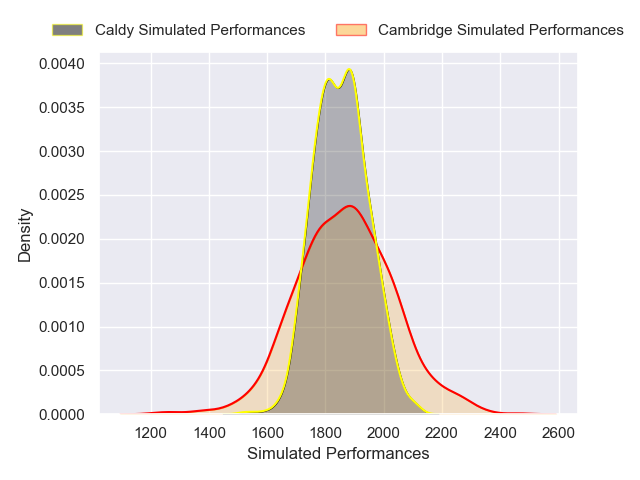 Caldy Simulated Performances
Cambridge Simulated Performances
0.0040
0.0035
0.0030
0.0025
0.0020
0.0015
0.0010
0.0005
0.0000
Density
1200 1400 1600 1800 2000 2200 2400 2600
Simulated Performances